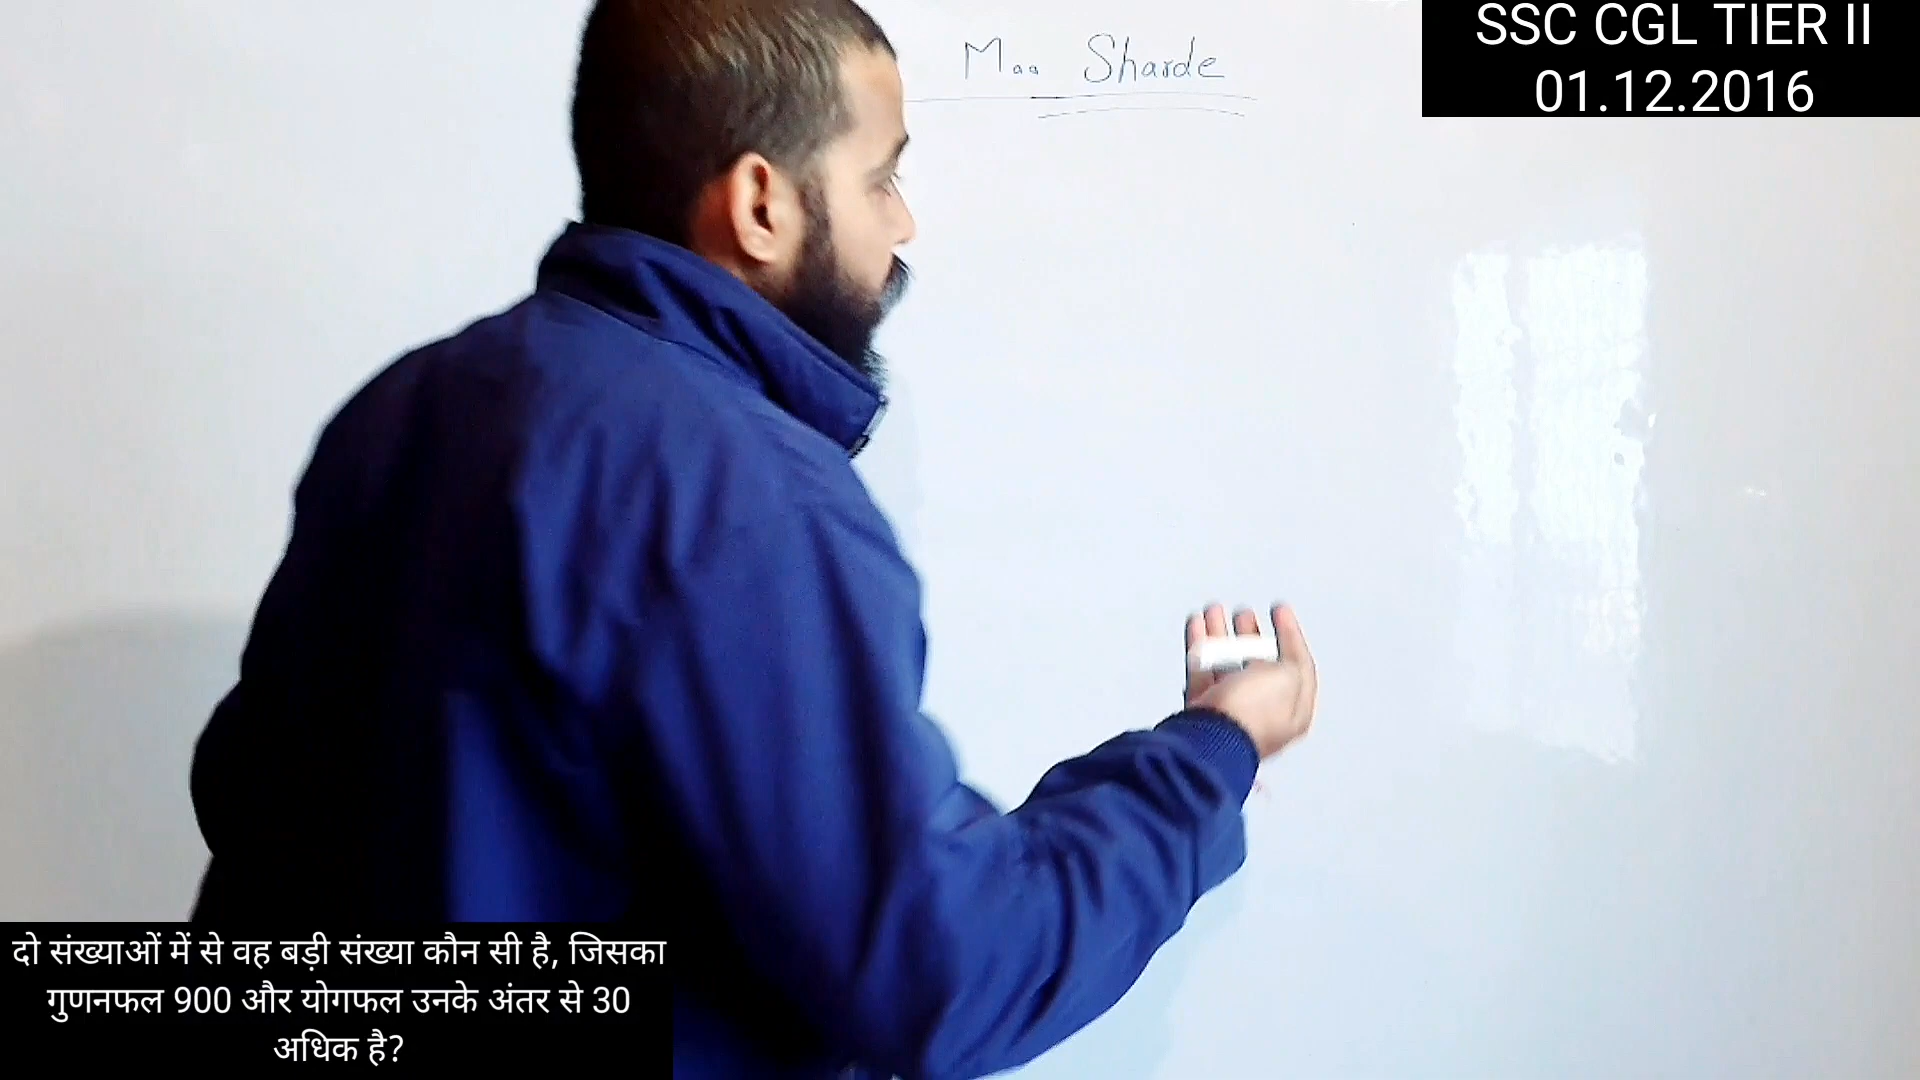 Maa Sharde
SSC CGL TIER II
01.12.2016
दो संख्याओं में से वह बड़ी संख्या कौन सी है, जिसका
गुणनफल 900 और योगफल उनके अंतर से 30
अधिक है?